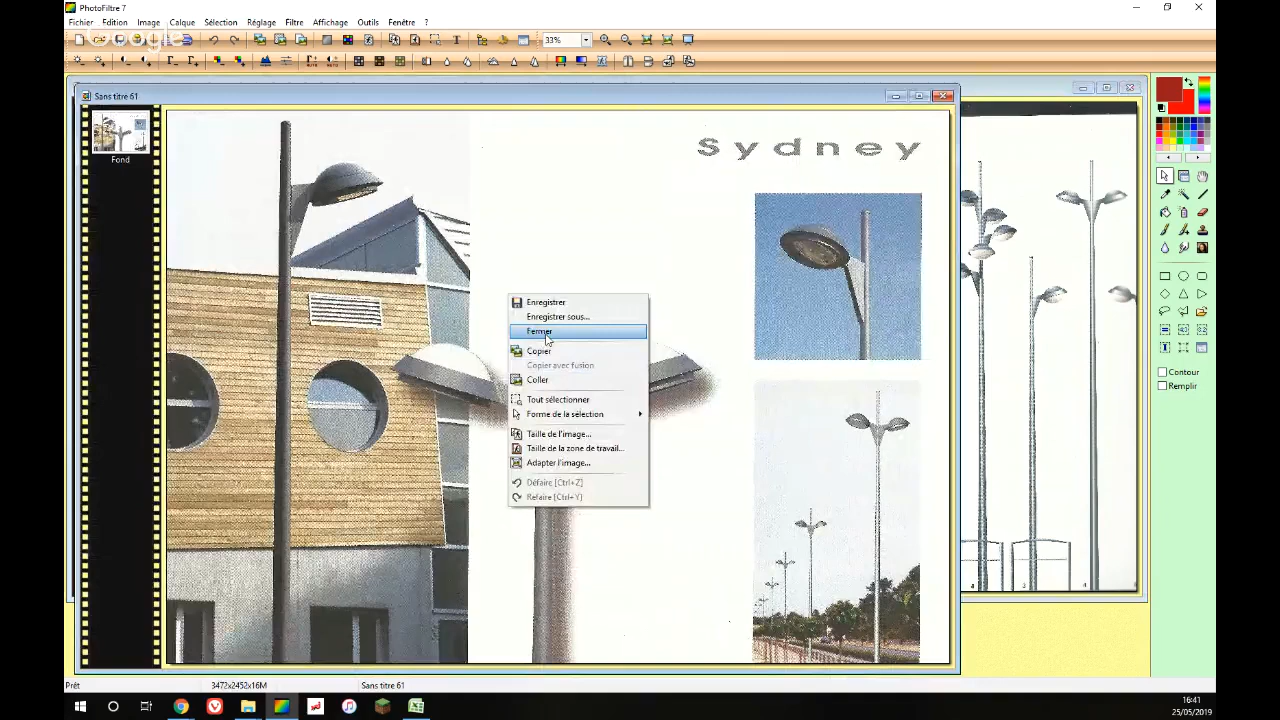 PhotoFiltre 7
Fichier Edition Image Calque Sélection Réglage Filtre Affichage Outils Fenêtre ?
Google
33%
Sans titre 61
Fond
Sydney
Enregistrer
Enregistrer sous...
Fermer
Copier
Copier avec fusion
Coller
Tout sélectionner
Forme de la sélection
Taille de l'image...
Taille de la zone de travail...
Adapter l'image...
Défaire [Ctrl+Z]
Refaire [Ctrl+Y]
Contour
Remplir
Prêt 3472x2452x16M Sans titre 61
16:41
25/05/2019